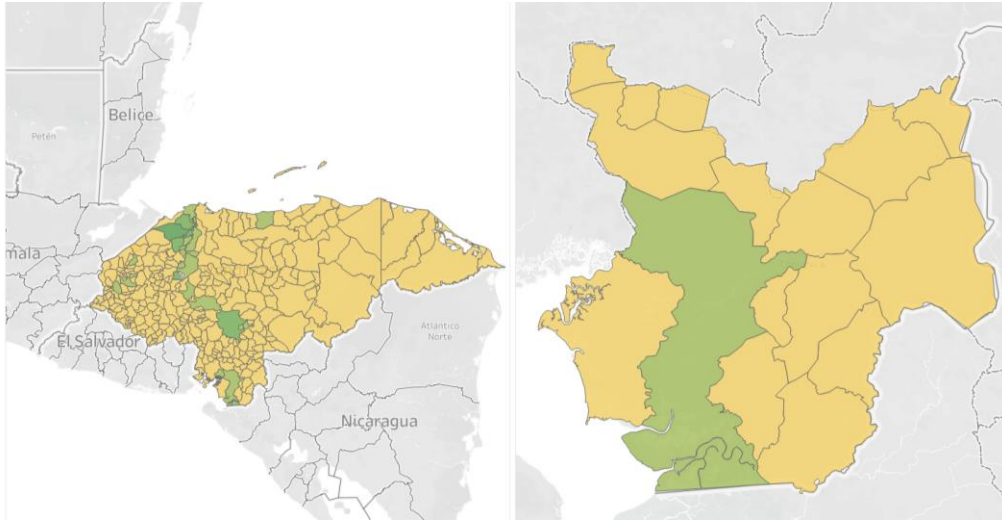 Belice
Petén
mala
El Salvador
Atlántico
Norte
Nicaragua